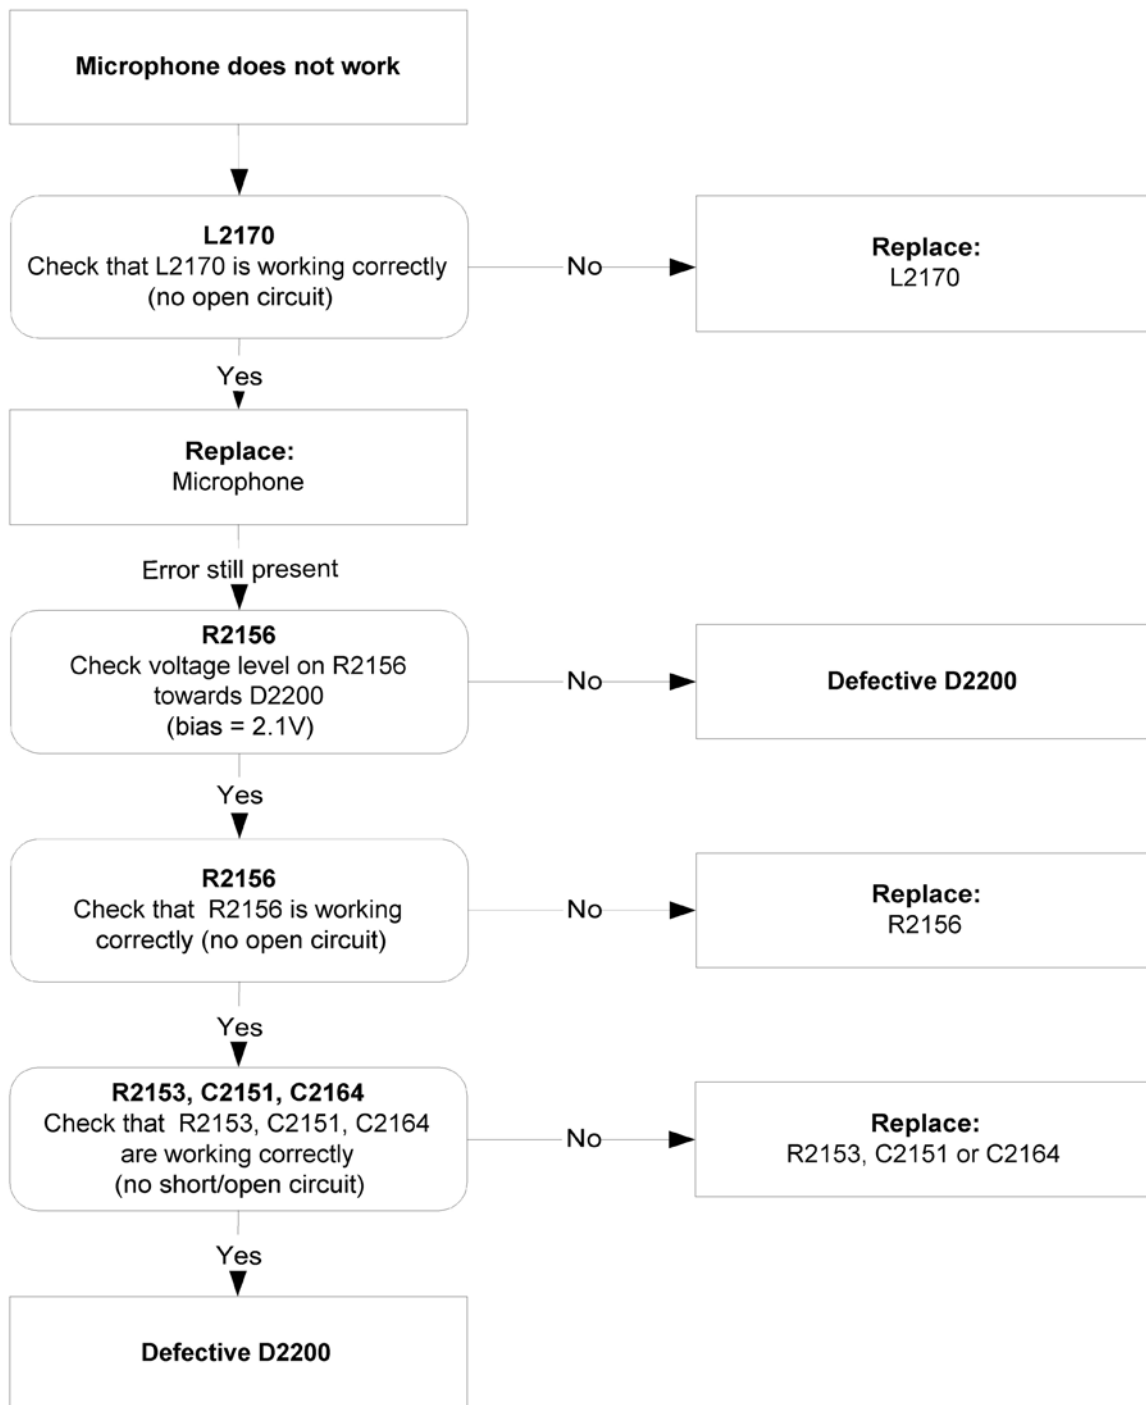 Microphone does not work
L2170
Check that L2170 is working correctly
(no open circuit)
No
Replace:
L2170
Yes
Replace:
Microphone
Error still present
R2156
Check voltage level on R2156
towards D2200
(bias = 2.1V)
No
Defective D2200
Yes
R2156
Check that R2156 is working
correctly (no open circuit)
No
Replace:
R2156
Yes
R2153, C2151, C2164
Check that R2153, C2151, C2164
are working correctly
(no short/open circuit)
No
Replace:
R2153, C2151 or C2164
Yes
Defective D2200